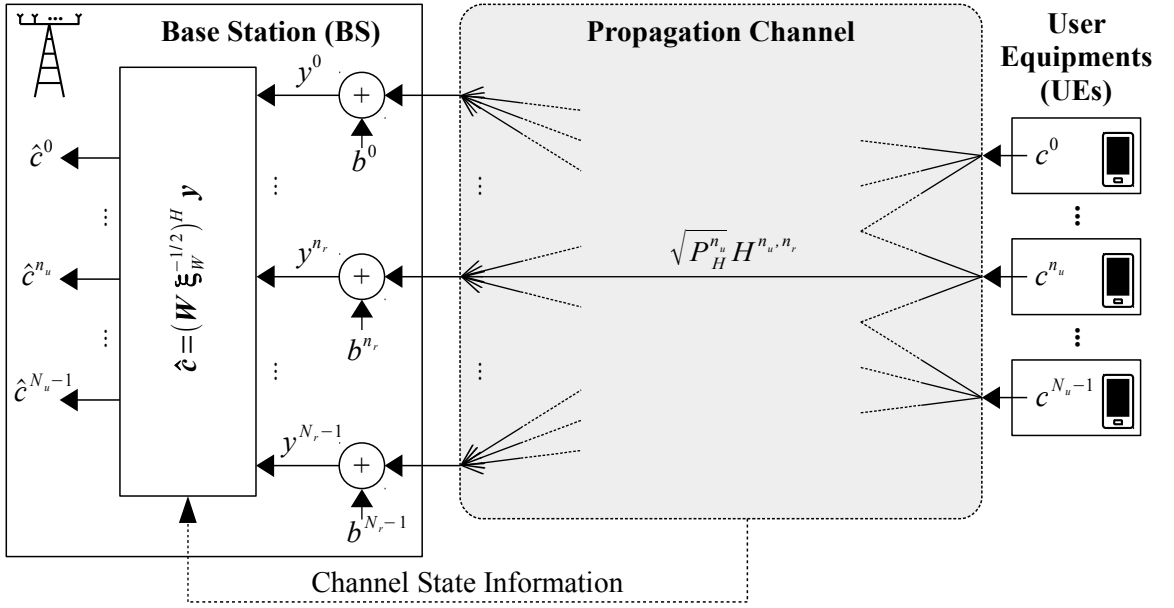 Base Station (BS)
Propagation Channel
User
Equipments
(UEs)
y^0
+
b^0
ĉ^0
⋮
ĉ^{n_u}
⋮
ĉ^{N_u−1}
ĉ=(W ξ_W^{−1/2})^H y
⋮
y^{n_r}
+
b^{n_r}
⋮
y^{N_r−1}
+
b^{N_r−1}
⋮
⋮
√P_H^{n_u} H^{n_u,n_r}
c^0
⋮
c^{n_u}
⋮
c^{N_u−1}
Channel State Information